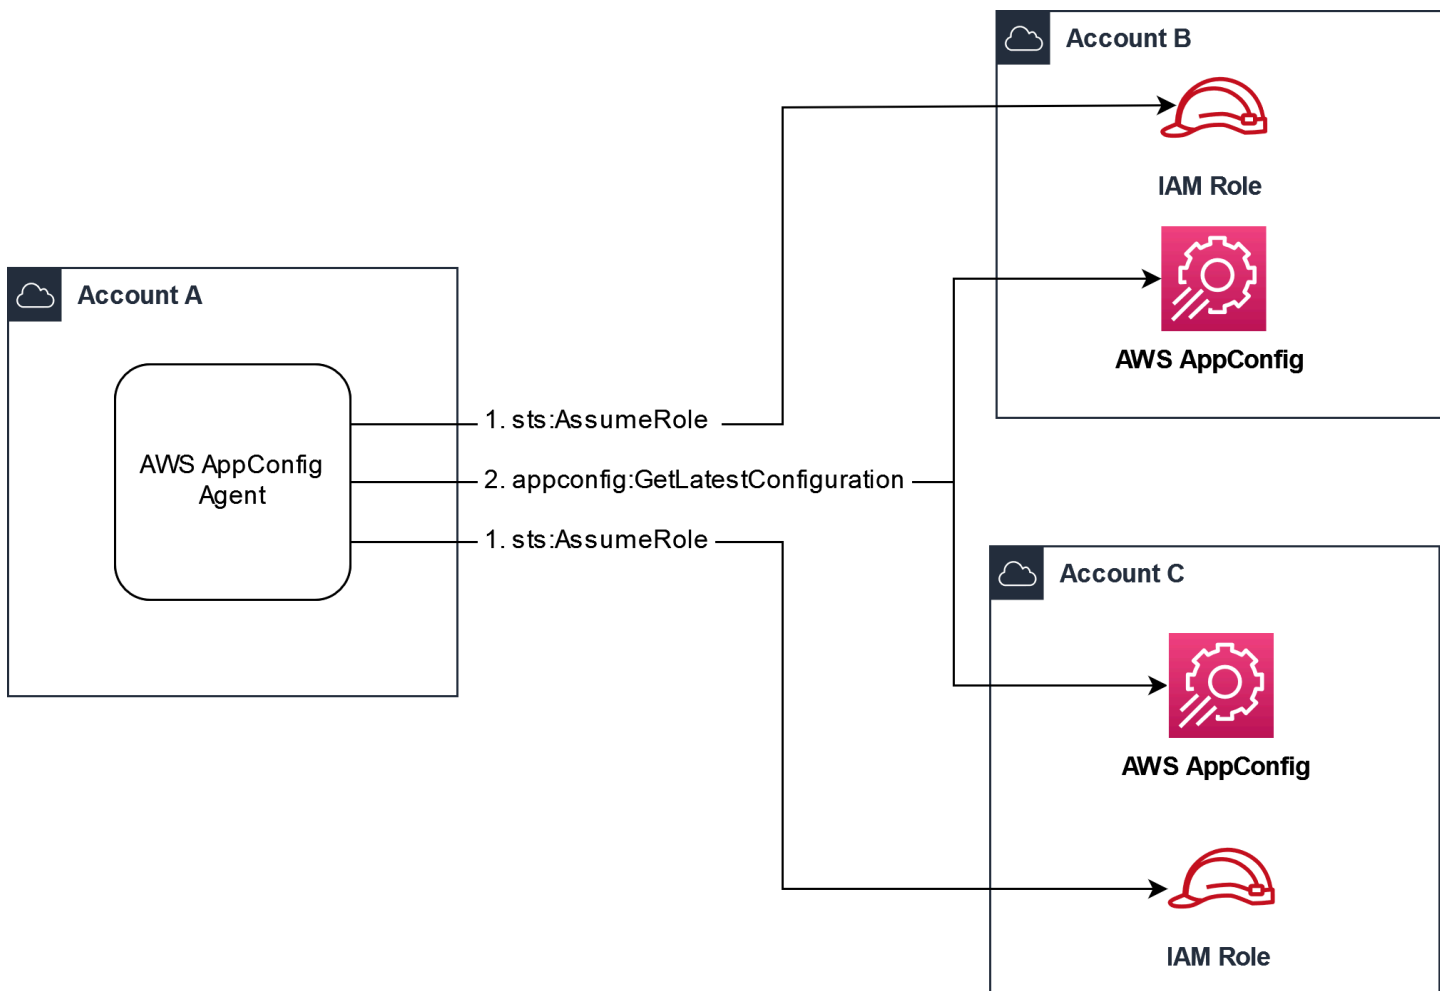 Account B
IAM Role
AWS AppConfig
Account A
AWS AppConfig
Agent
1. sts:AssumeRole
2. appconfig:GetLatestConfiguration
1. sts:AssumeRole
Account C
AWS AppConfig
IAM Role